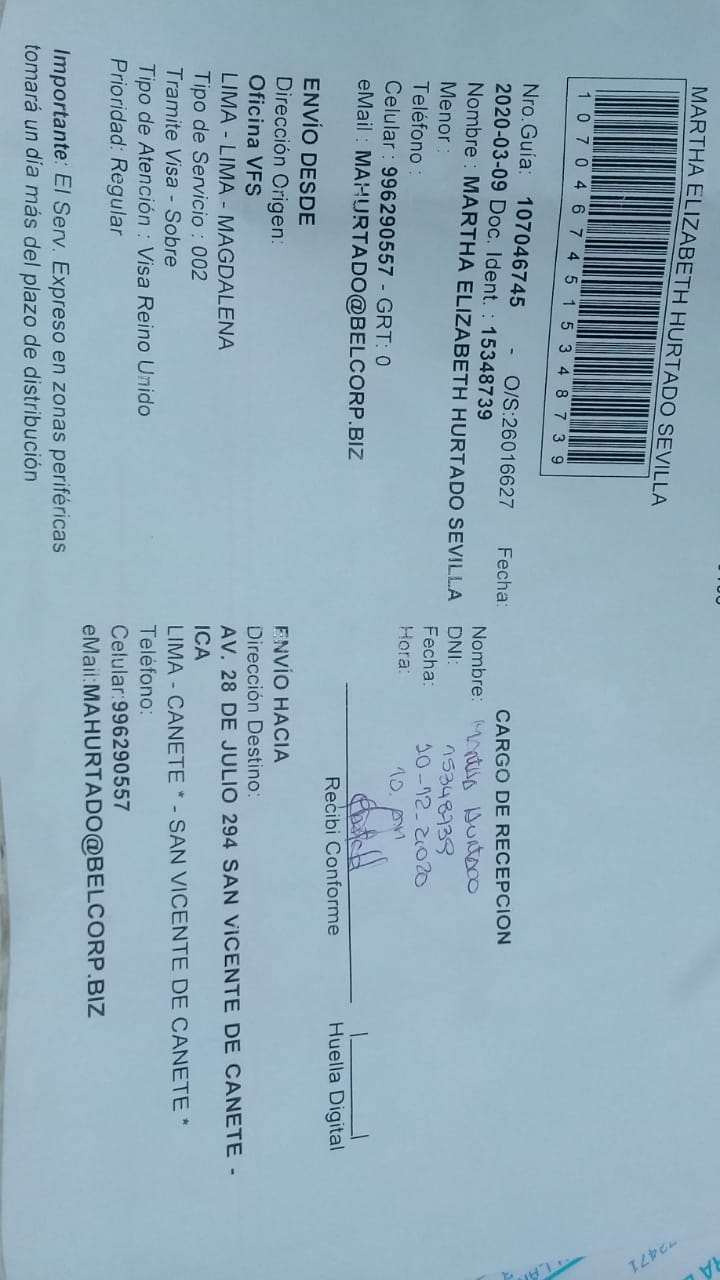 MARTHA ELIZABETH HURTADO SEVILLA
10704674515348739
Nro.Guía: 107046745 - O/S:26016627 Fecha:
2020-03-09 Doc. Ident. : 15348739
Nombre : MARTHA ELIZABETH HURTADO SEVILLA
Menor :
Teléfono :
Celular : 996290557 - GRT: 0
eMail : MAHURTADO@BELCORP.BIZ
CARGO DE RECEPCION
Nombre: Martha Hurtado
DNI: 15348739
Fecha: 10-12-2020
Hora: 10. am
Recibi Conforme
Huella Digital
ENVÍO DESDE
Dirección Origen:
Oficina VFS
LIMA - LIMA - MAGDALENA
Tipo de Servicio : 002
Tramite Visa - Sobre
Tipo de Atención : Visa Reino Unido
Prioridad: Regular
ENVÍO HACIA
Dirección Destino:
AV. 28 DE JULIO 294 SAN VICENTE DE CANETE -
ICA
LIMA - CANETE * - SAN VICENTE DE CANETE *
Teléfono:
Celular:996290557
eMail:MAHURTADO@BELCORP.BIZ
Importante: El Serv. Expreso en zonas periféricas
tomará un día más del plazo de distribución